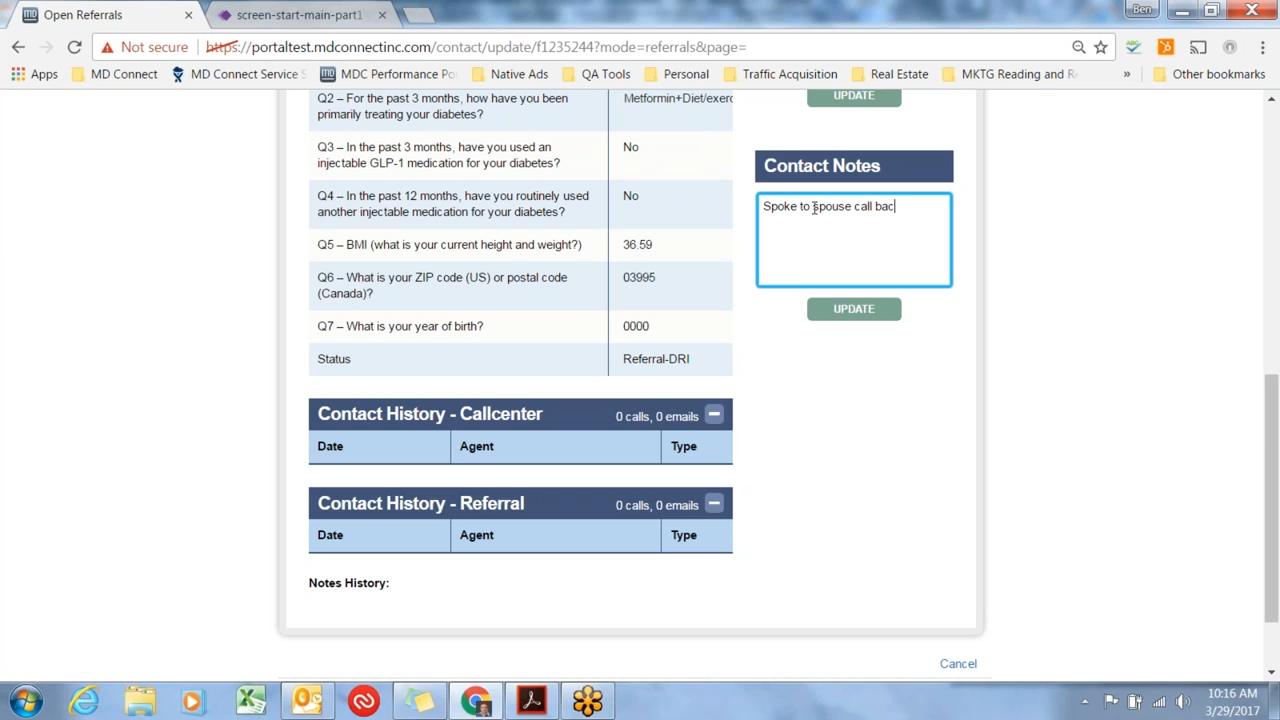 Open Referrals
screen-start-main-part1
Ben
Not secure
https://portaltest.mdconnectinc.com/contact/update/f1235244?mode=referrals&page=
Apps
MD Connect
MD Connect Service
MDC Performance Po
Native Ads
QA Tools
Personal
Traffic Acquisition
Real Estate
MKTG Reading and R
»
Other bookmarks
Q2 – For the past 3 months, how have you been
primarily treating your diabetes?
Metformin+Diet/exerc
UPDATE
Q3 – In the past 3 months, have you used an
injectable GLP-1 medication for your diabetes?
No
Contact Notes
Q4 – In the past 12 months, have you routinely used
another injectable medication for your diabetes?
No
Spoke to spouse call bac
Q5 – BMI (what is your current height and weight?)
36.59
Q6 – What is your ZIP code (US) or postal code
(Canada)?
03995
UPDATE
Q7 – What is your year of birth?
0000
Status
Referral-DRI
Contact History - Callcenter
0 calls, 0 emails
Date
Agent
Type
Contact History - Referral
0 calls, 0 emails
Date
Agent
Type
Notes History:
Cancel
10:16 AM
3/29/2017